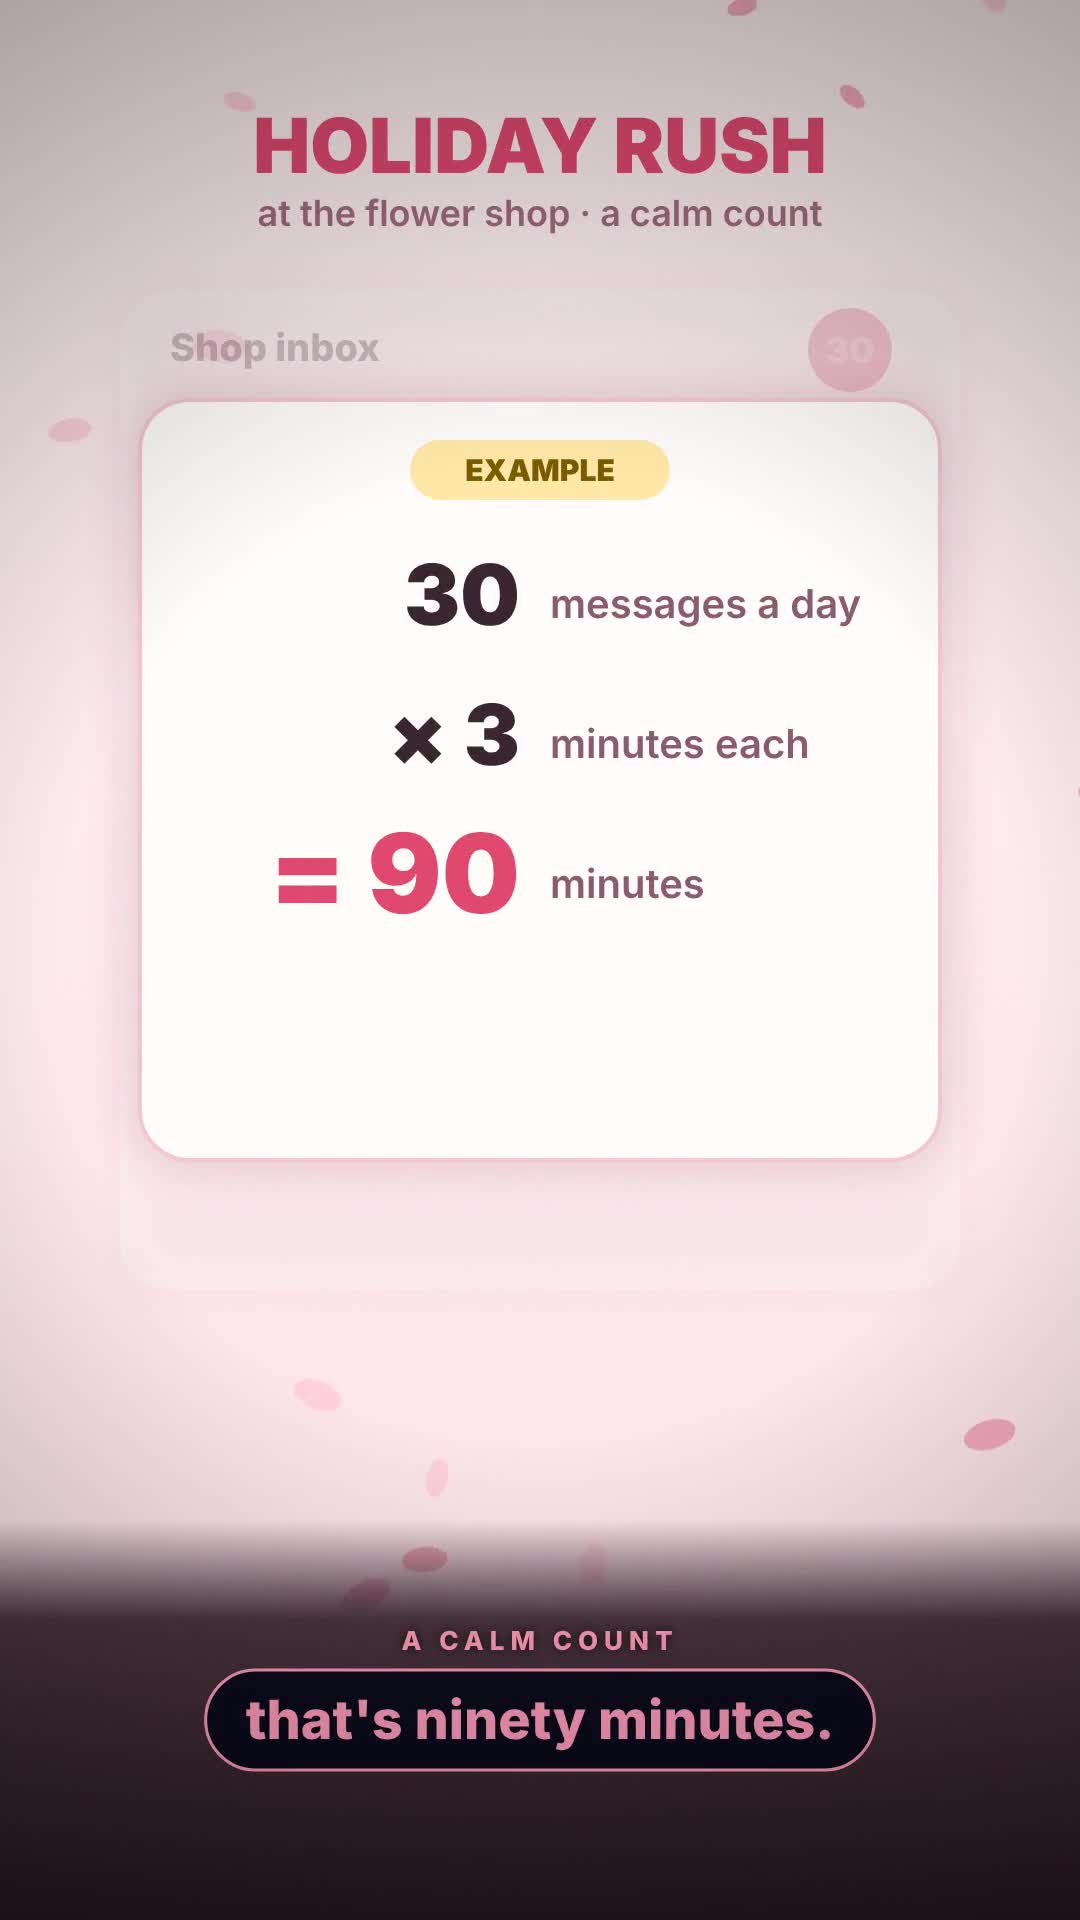 HOLIDAY RUSH
at the flower shop · a calm count
Shop inbox
30
EXAMPLE
30 messages a day
× 3 minutes each
= 90 minutes
A CALM COUNT
that's ninety minutes.